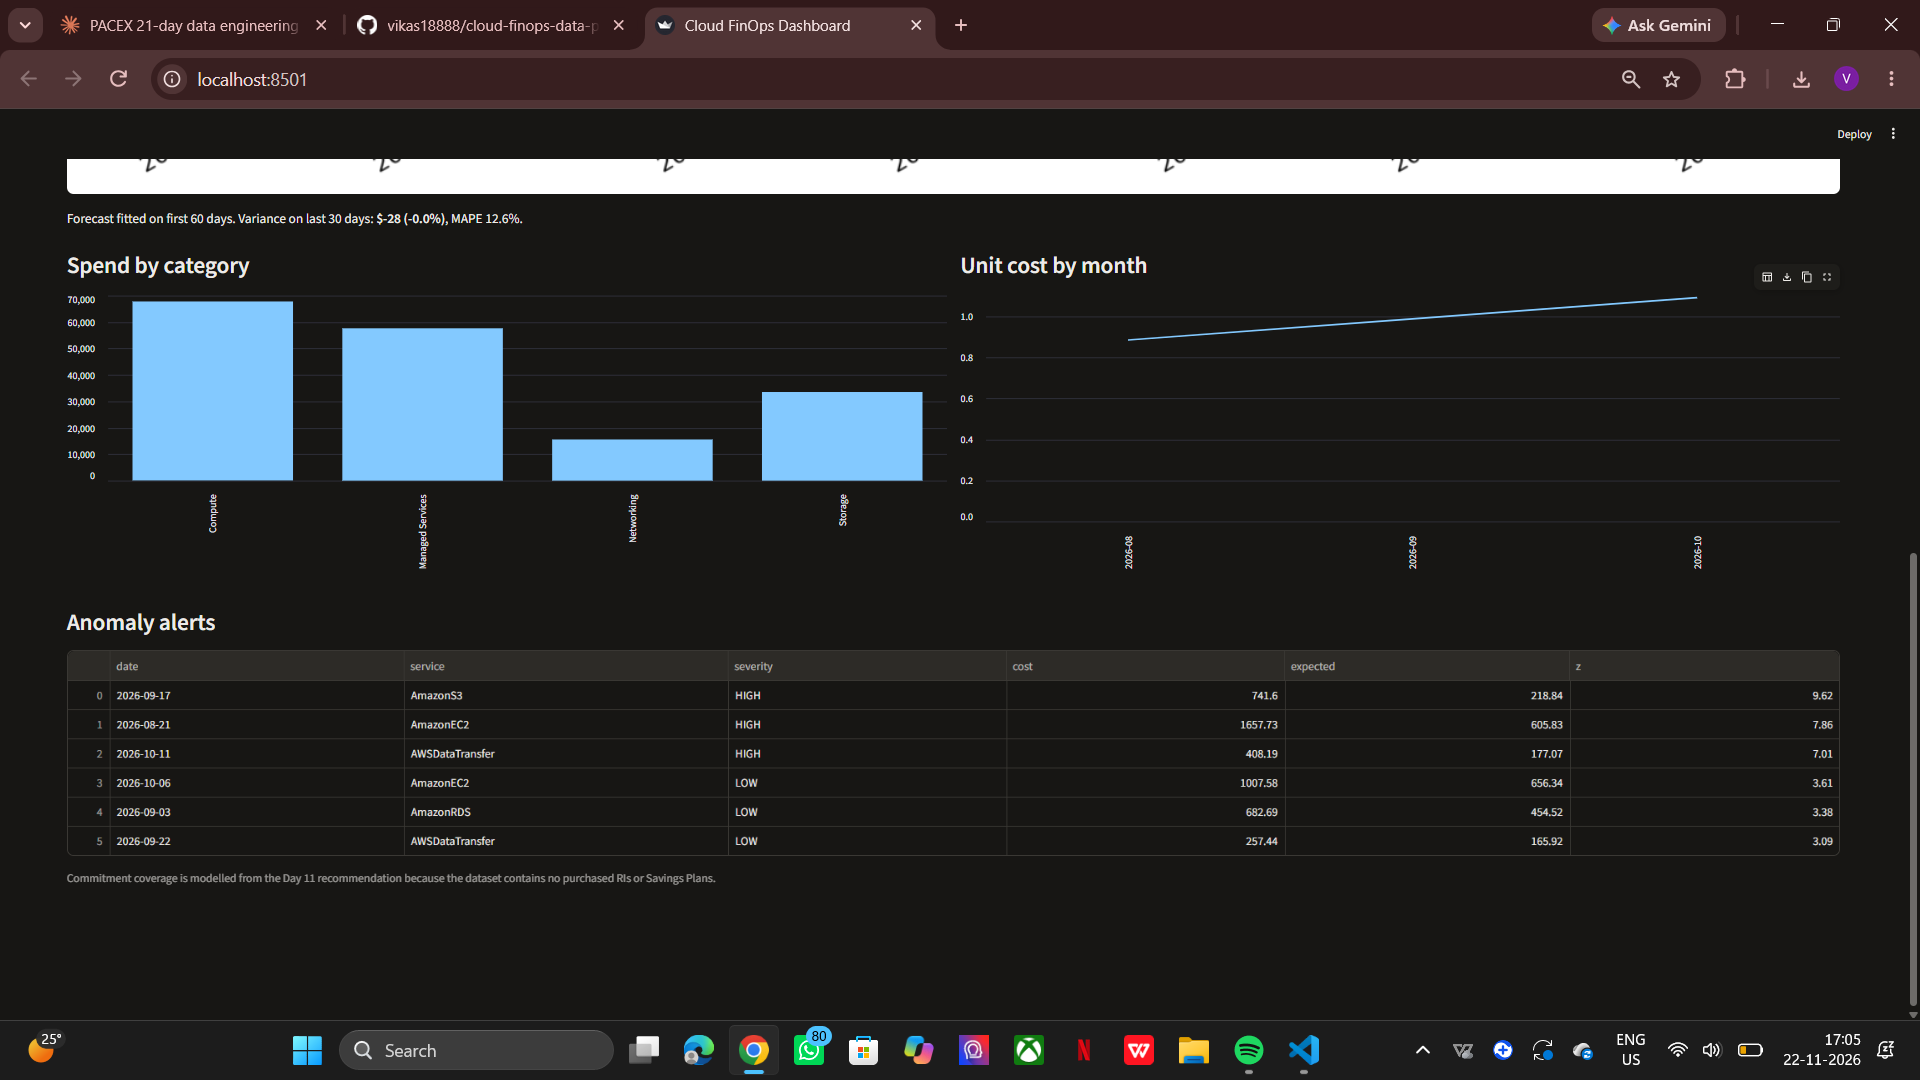 PACEX 21-day data engineering
vikas18888/cloud-finops-data-p
Cloud FinOps Dashboard
Ask Gemini
localhost:8501
V
Deploy
Forecast fitted on first 60 days. Variance on last 30 days: $-28 (-0.0%), MAPE 12.6%.
Spend by category
70,000
60,000
50,000
40,000
30,000
20,000
10,000
0
Compute
Managed Services
Networking
Storage
Unit cost by month
1.0
0.8
0.6
0.4
0.2
0.0
2026-08
2026-09
2026-10
Anomaly alerts
date service severity cost expected z
0 2026-09-17 AmazonS3 HIGH 741.6 218.84 9.62
1 2026-08-21 AmazonEC2 HIGH 1657.73 605.83 7.86
2 2026-10-11 AWSDataTransfer HIGH 408.19 177.07 7.01
3 2026-10-06 AmazonEC2 LOW 1007.58 656.34 3.61
4 2026-09-03 AmazonRDS LOW 682.69 454.52 3.38
5 2026-09-22 AWSDataTransfer LOW 257.44 165.92 3.09
Commitment coverage is modelled from the Day 11 recommendation because the dataset contains no purchased RIs or Savings Plans.
25°
Search
80
ENG
US
17:05
22-11-2026